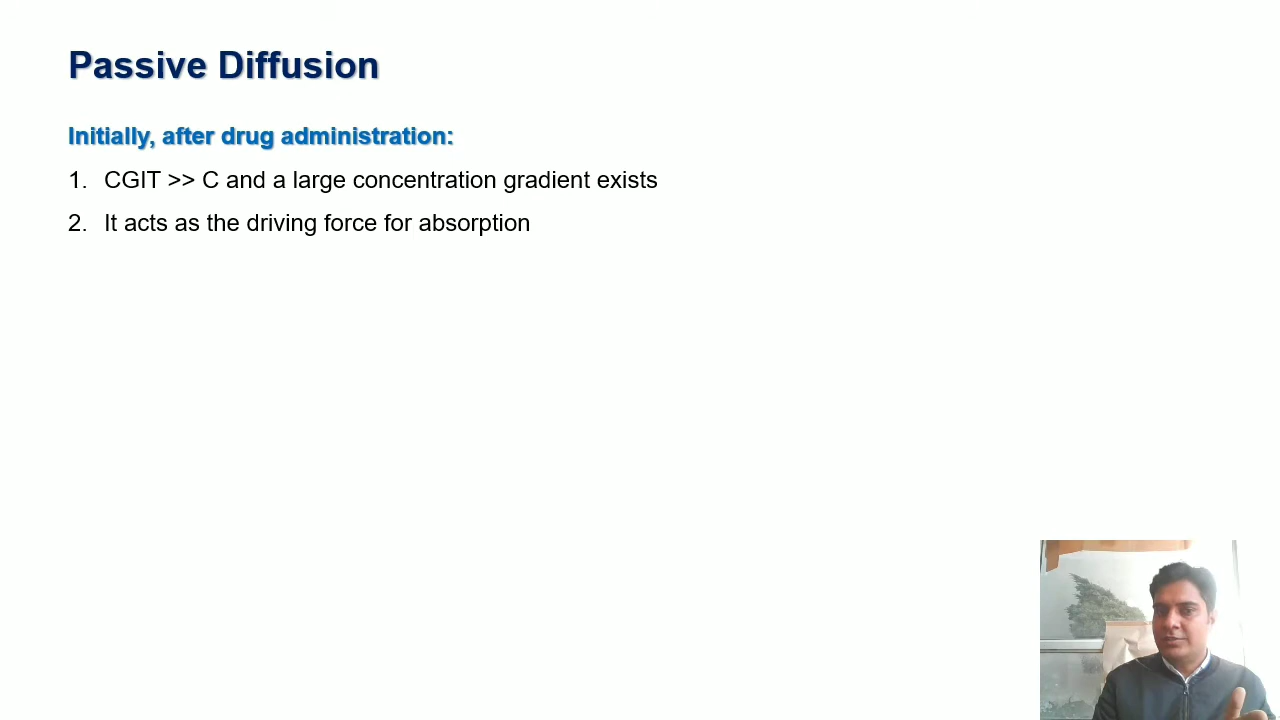 Passive Diffusion
Initially, after drug administration:
1. CGIT >> C and a large concentration gradient exists
2. It acts as the driving force for absorption